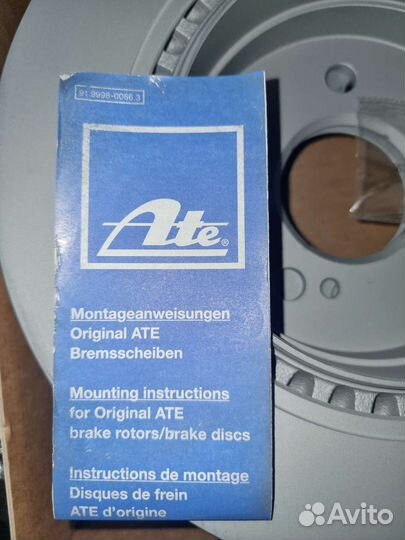 91.9998-0066.3
Ate®
Montageanweisungen
Original ATE
Bremsscheiben
Mounting instructions
for Original ATE
brake rotors/brake discs
Instructions de montage
Disques de frein
ATE d'origine
Avito